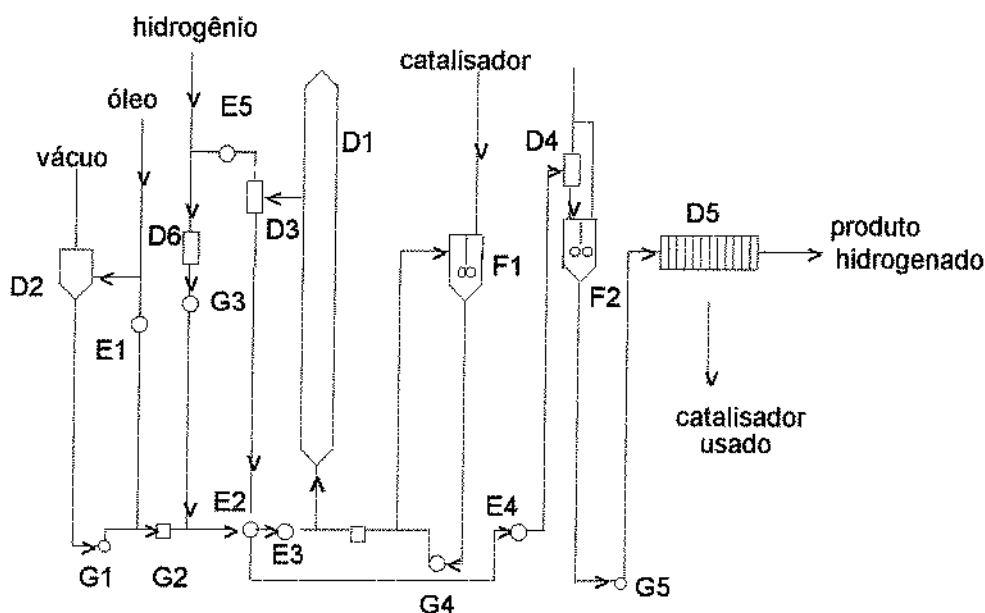 hidrogênio
catalisador
óleo
E5
D1
D4
vácuo
D5
produto
hidrogenado
D6
D3
F1
D2
F2
G3
E1
catalisador
usado
E2
E4
E3
G1
G2
G4
G5